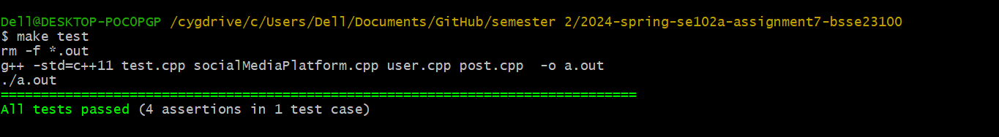 Dell@DESKTOP-POC0PGP /cygdrive/c/Users/Dell/Documents/GitHub/semester 2/2024-spring-se102a-assignment7-bsse23100
$ make test
rm -f *.out
g++ -std=c++11 test.cpp socialMediaPlatform.cpp user.cpp post.cpp  -o a.out
./a.out
===============================================================================
All tests passed (4 assertions in 1 test case)